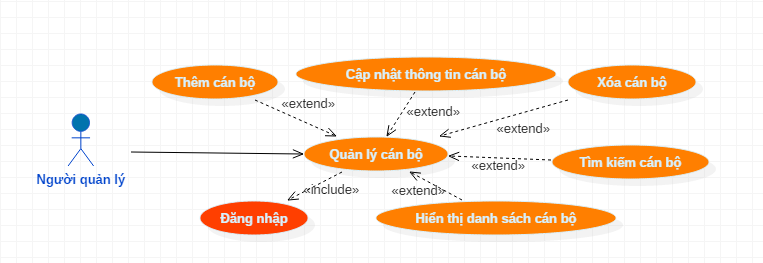 Thêm cán bộ
Cập nhật thông tin cán bộ
Xóa cán bộ
«extend»
«extend»
«extend»
Quản lý cán bộ
Tìm kiếm cán bộ
«extend»
Người quản lý
«include»
«extend»
Đăng nhập
Hiển thị danh sách cán bộ